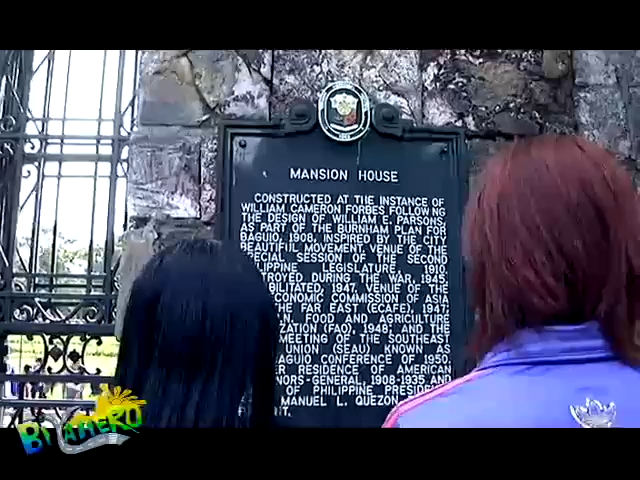 MANSION HOUSE
CONSTRUCTED AT THE INSTANCE OF
WILLIAM CAMERON FORBES FOLLOWING
THE DESIGN OF WILLIAM E. PARSONS,
AS PART OF THE BURNHAM PLAN FOR
BAGUIO, 1908. INSPIRED BY THE CITY
BEAUTIFUL MOVEMENT. VENUE OF THE
SPECIAL SESSION OF THE SECOND
LEGISLATURE, 1910.
DURING THE WAR, 1945.
1947. VENUE OF THE
COMMISSION OF ASIA
THE FAR EAST (ECAFE), 1947;
FOOD AND AGRICULTURE
(FAO), 1948; AND THE
MEETING OF THE SOUTHEAST
UNION (SEAU) KNOWN AS
CONFERENCE OF 1950.
RESIDENCE OF AMERICAN
1908-1935 AND
OF PHILIPPINE
MANUEL L. QUEZON
BYAHERO